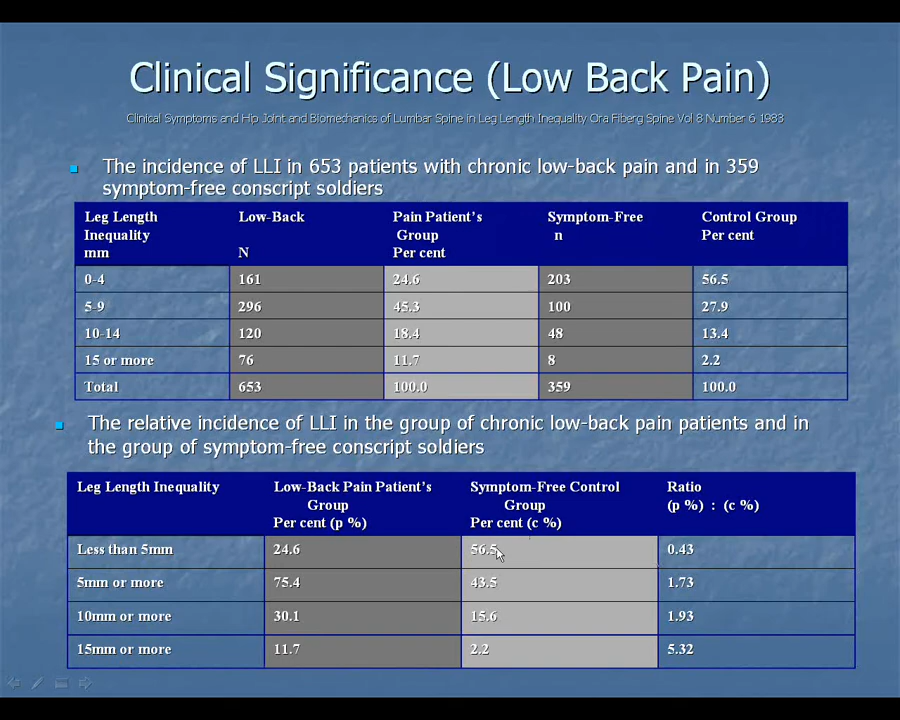 Clinical Significance (Low Back Pain)
Clinical Symptoms and Hip Joint and Biomechanics of Lumbar Spine in Leg Length Inequality Ora Fiberg Spine Vol 8 Number 6 1983
The incidence of LLI in 653 patients with chronic low-back pain and in 359
symptom-free conscript soldiers
Leg Length Inequality mm Low-Back N Pain Patient's Group Per cent Symptom-Free n Control Group Per cent
0-4 161 24.6 203 56.5
5-9 296 45.3 100 27.9
10-14 120 18.4 48 13.4
15 or more 76 11.7 8 2.2
Total 653 100.0 359 100.0
The relative incidence of LLI in the group of chronic low-back pain patients and in
the group of symptom-free conscript soldiers
Leg Length Inequality Low-Back Pain Patient's Group Per cent (p %) Symptom-Free Control Group Per cent (c %) Ratio (p %) : (c %)
Less than 5mm 24.6 56.5 0.43
5mm or more 75.4 43.5 1.73
10mm or more 30.1 15.6 1.93
15mm or more 11.7 2.2 5.32